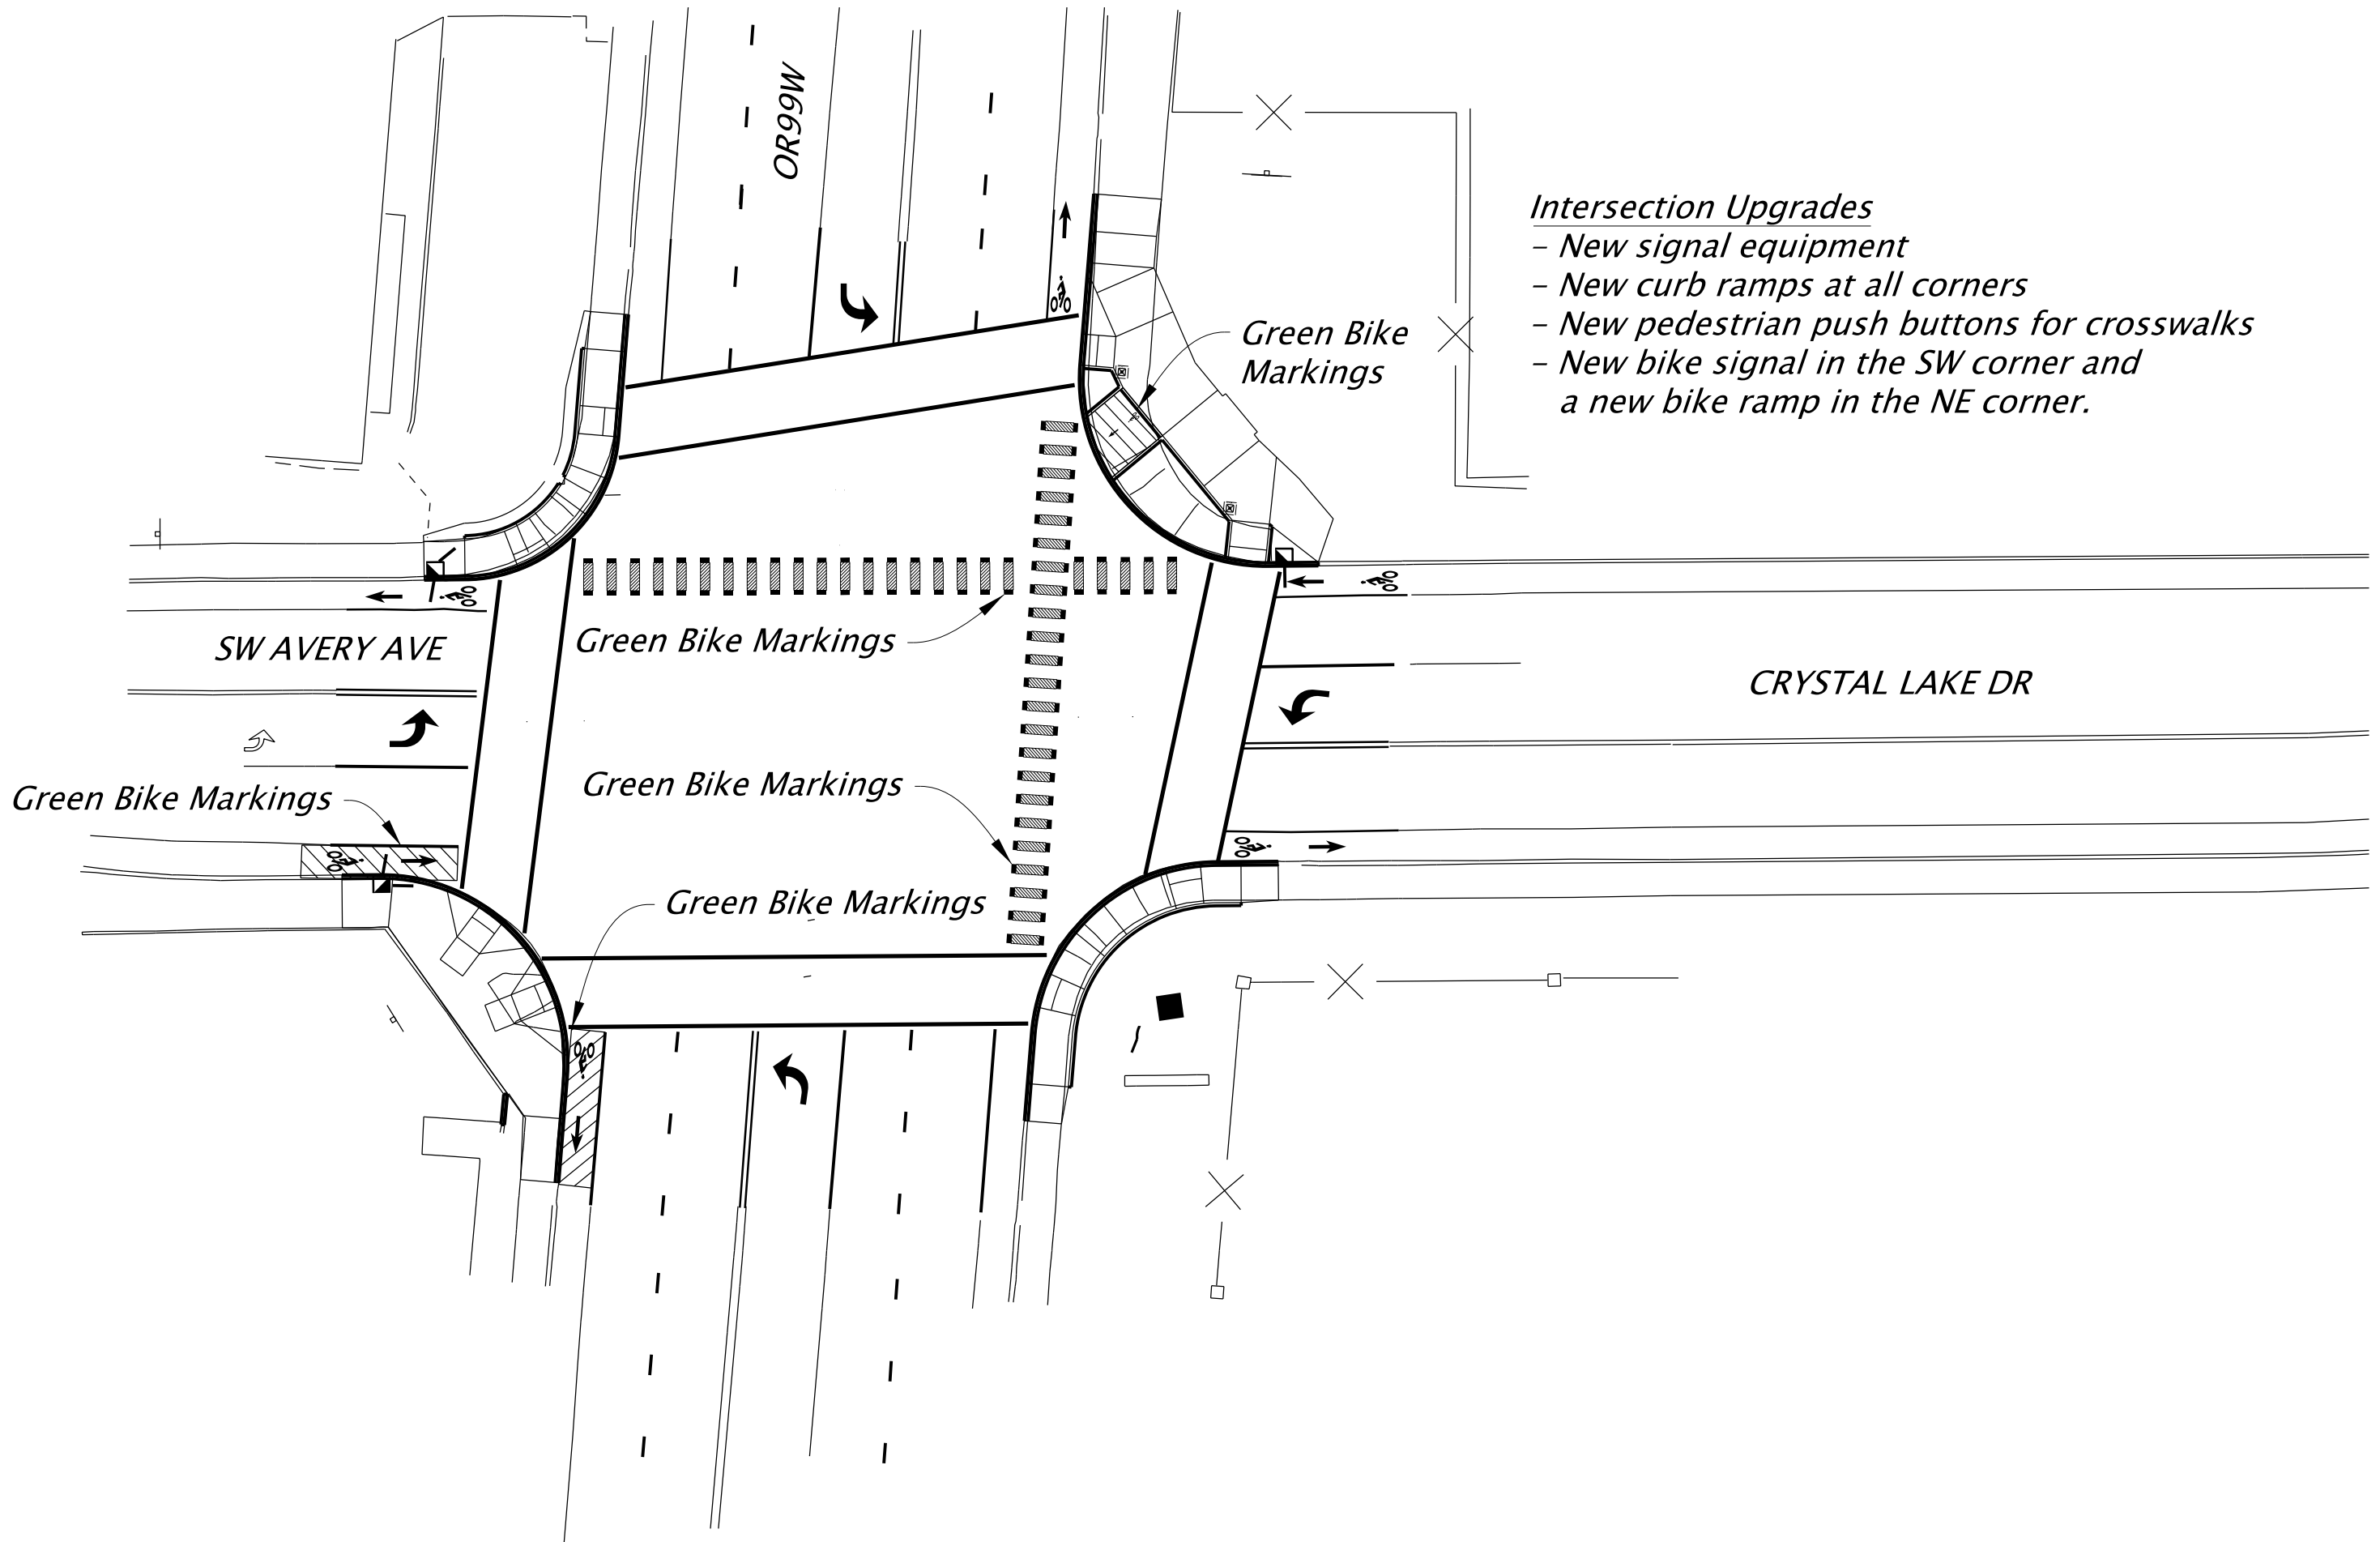 OR99W
Intersection Upgrades
– New signal equipment
– New curb ramps at all corners
– New pedestrian push buttons for crosswalks
– New bike signal in the SW corner and
a new bike ramp in the NE corner.
Green Bike
Markings
Green Bike Markings
SW AVERY AVE
CRYSTAL LAKE DR
Green Bike Markings
Green Bike Markings
Green Bike Markings